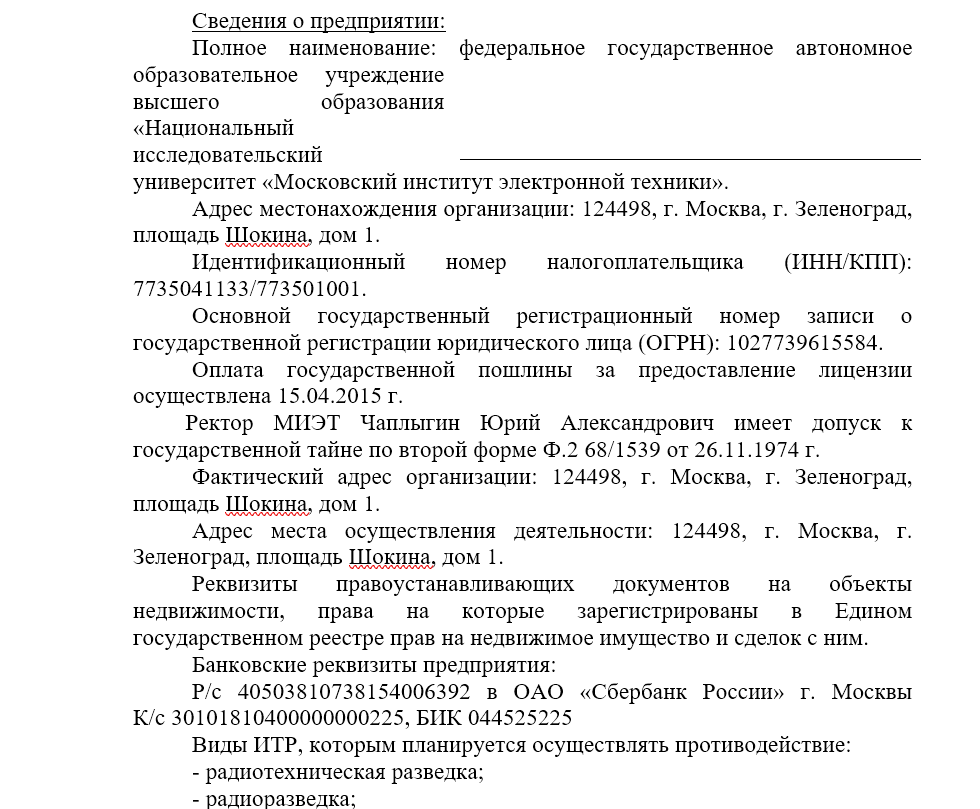 Сведения о предприятии:
Полное наименование: федеральное государственное автономное
образовательное учреждение
высшего образования
«Национальный
исследовательский
университет «Московский институт электронной техники».
Адрес местонахождения организации: 124498, г. Москва, г. Зеленоград,
площадь Шокина, дом 1.
Идентификационный номер налогоплательщика (ИНН/КПП):
7735041133/773501001.
Основной государственный регистрационный номер записи о
государственной регистрации юридического лица (ОГРН): 1027739615584.
Оплата государственной пошлины за предоставление лицензии
осуществлена 15.04.2015 г.
Ректор МИЭТ Чаплыгин Юрий Александрович имеет допуск к
государственной тайне по второй форме Ф.2 68/1539 от 26.11.1974 г.
Фактический адрес организации: 124498, г. Москва, г. Зеленоград,
площадь Шокина, дом 1.
Адрес места осуществления деятельности: 124498, г. Москва, г.
Зеленоград, площадь Шокина, дом 1.
Реквизиты правоустанавливающих документов на объекты
недвижимости, права на которые зарегистрированы в Едином
государственном реестре прав на недвижимое имущество и сделок с ним.
Банковские реквизиты предприятия:
Р/с 40503810738154006392 в ОАО «Сбербанк России» г. Москвы
К/с 30101810400000000225, БИК 044525225
Виды ИТР, которым планируется осуществлять противодействие:
- радиотехническая разведка;
- радиоразведка;